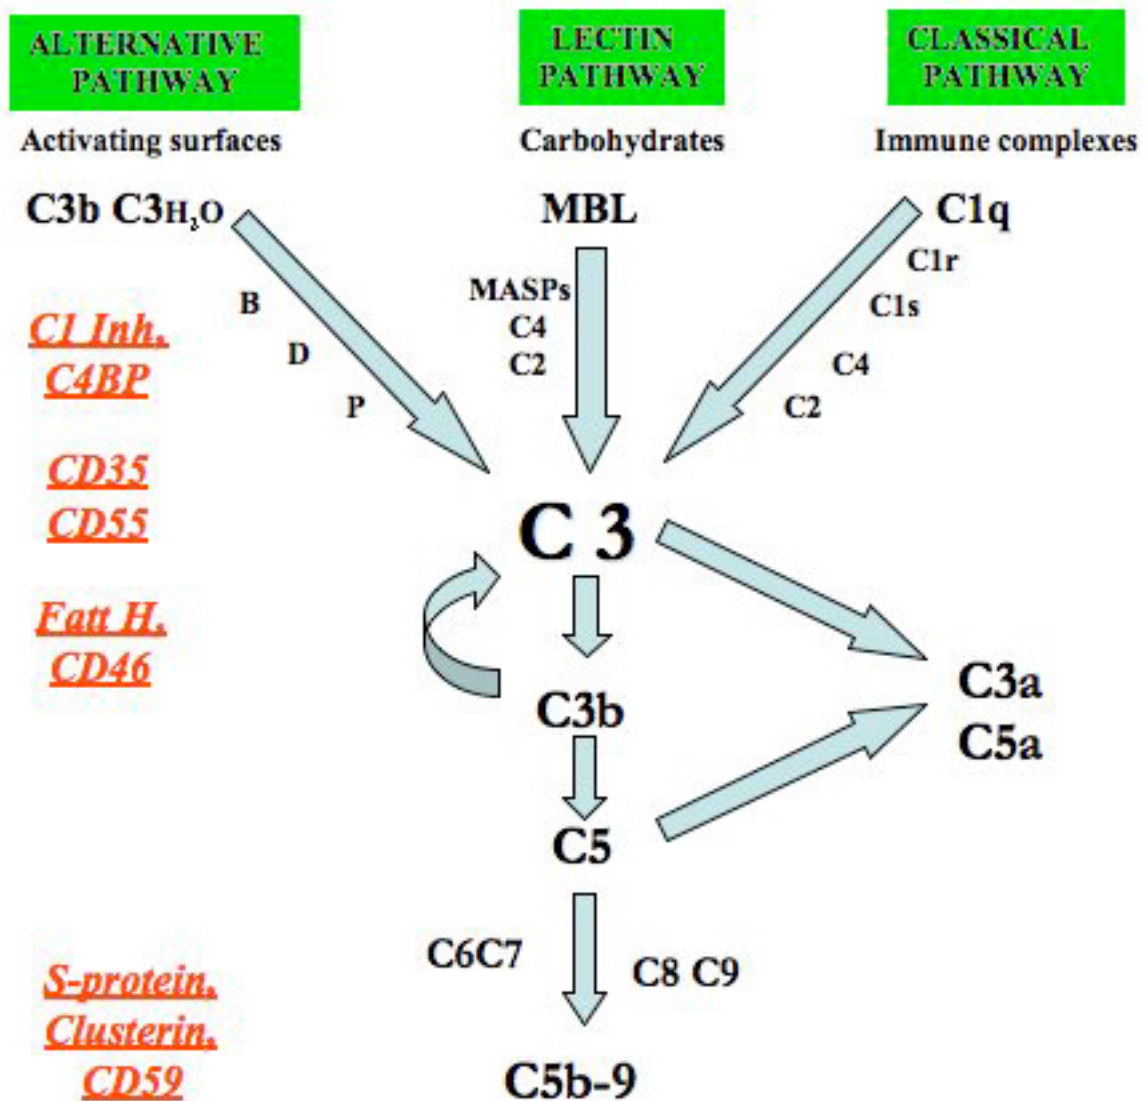 ALTERNATIVE
PATHWAY
LECTIN
PATHWAY
CLASSICAL
PATHWAY
Activating surfaces
Carbohydrates
Immune complexes
C3b C3H₂O
MBL
C1q
C1r
C1s
C4
C2
MASPs
C4
C2
B
D
P
C1 Inh,
C4BP
CD35
CD55
Fatt H,
CD46
C 3
C3b
C3a
C5a
C5
C6C7
C8 C9
S-protein,
Clusterin,
CD59
C5b-9